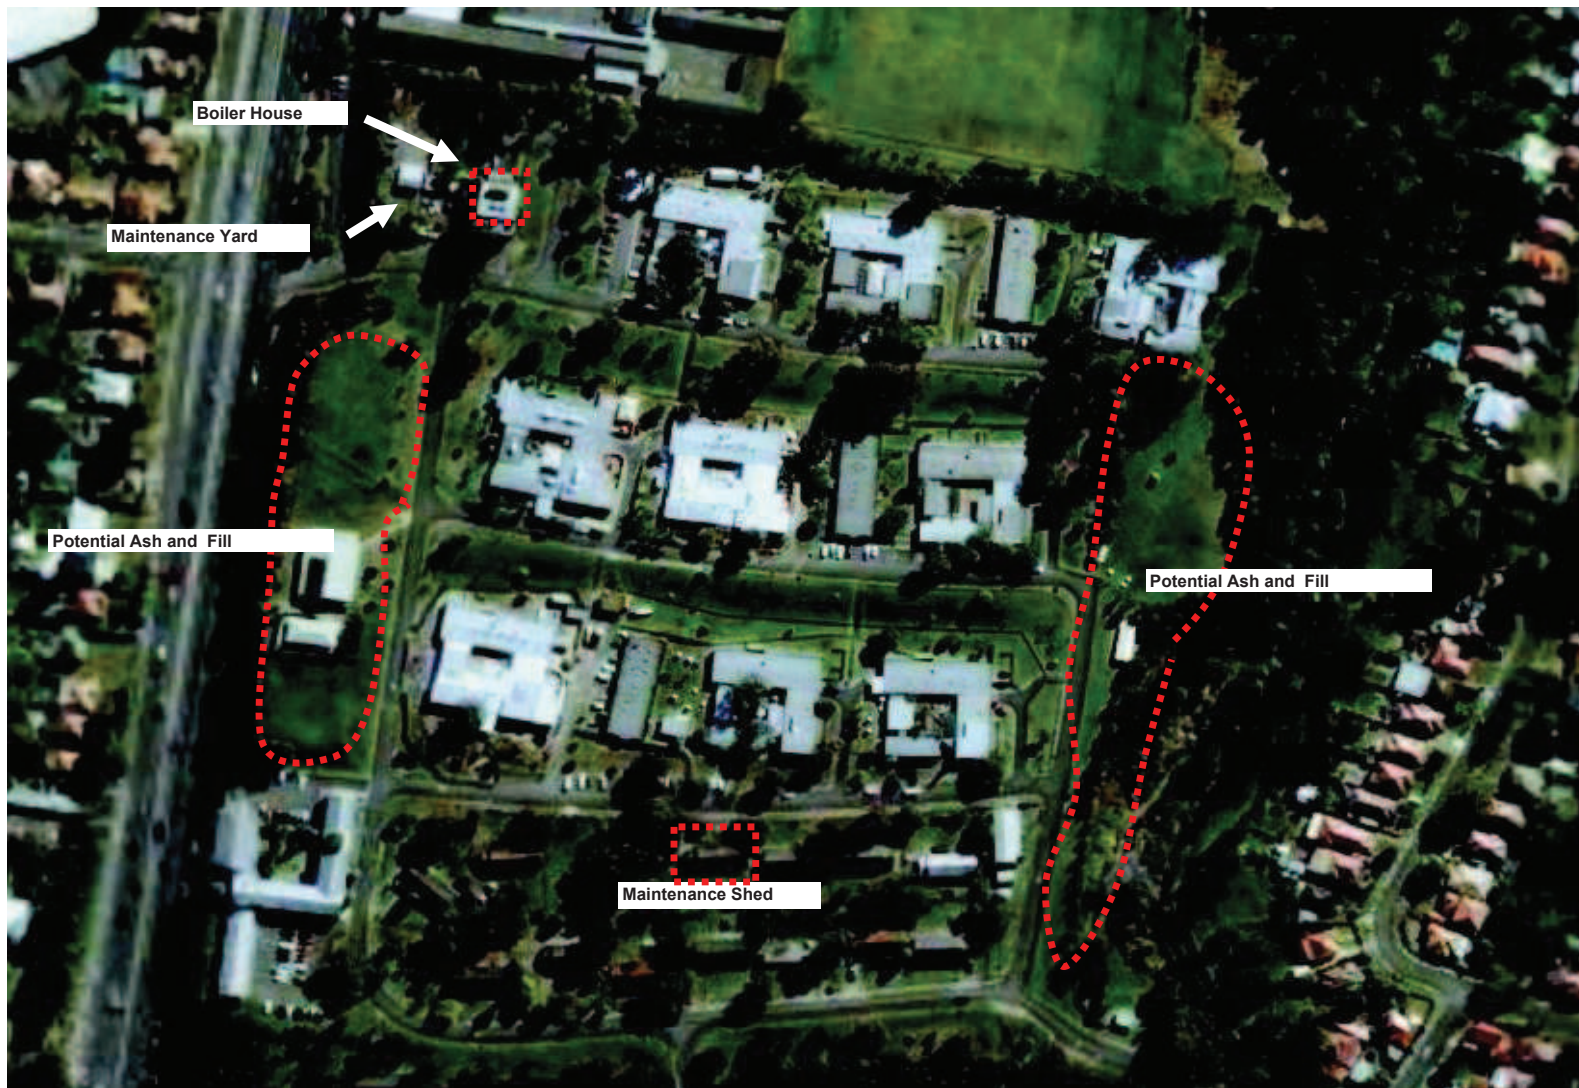 Boiler House
Maintenance Yard
Potential Ash and  Fill
Potential Ash and  Fill
Maintenance Shed